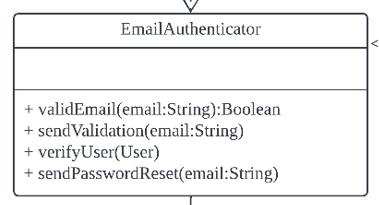 EmailAuthenticator
+ validEmail(email:String):Boolean
+ sendValidation(email:String)
+ verifyUser(User)
+ sendPasswordReset(email:String)